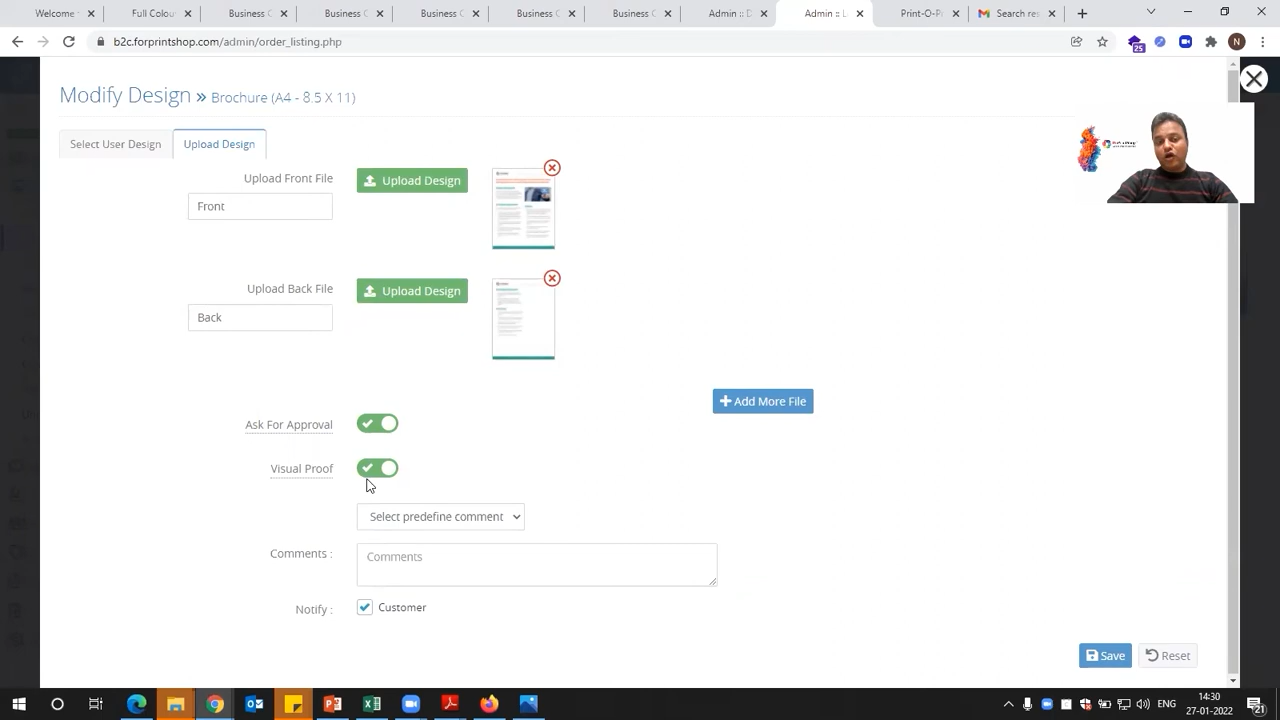 Welcome
Business C
Business C
Business C
Business C
Admin :: D
Admin :: L
Print-O-P
Search res
b2c.forprintshop.com/admin/order_listing.php
25
N
Modify Design » Brochure (A4 - 8.5 X 11)
Select User Design
Upload Design
Upload Front File
Upload Design
Front
Upload Back File
Upload Design
Back
Add More File
Ask For Approval
Visual Proof
Select predefine comment
Comments :
Comments
Notify :
Customer
Save
Reset
ENG
14:30
27-01-2022
21